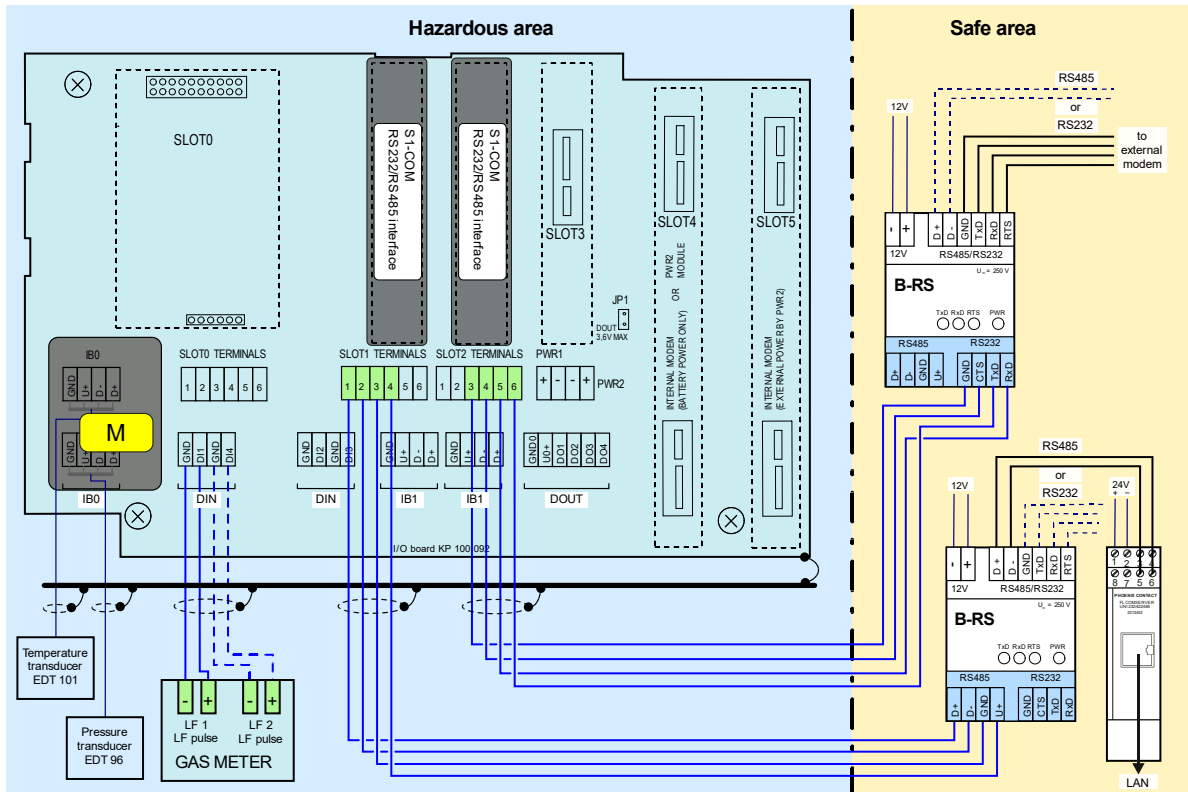 Hazardous area
Safe area
RS485
or
RS232
12V
to
external
modem
- +
D+ D- GND TxD RxD RTS
12V RS485/RS232
U~ = 250 V
B-RS
TxD RxD RTS PWR
RS485 RS232
D+ D- GND U+ GND CTS TxD RxD
SLOT0
S1-COM
RS232/RS485 interface
S1-COM
RS232/RS485 interface
SLOT3
SLOT4
SLOT5
JP1
DOUT
3,6V MAX
INTERNAL MODEM OR PWR2
(BATTERY POWER ONLY) MODULE
INTERNAL MODEM
(EXTERNAL POWER BY PWR2)
IB0
GND U+ D- D+
M
GND U+ D- D+
IB0
SLOT0 TERMINALS
1 2 3 4 5 6
SLOT1 TERMINALS
1 2 3 4 5 6
SLOT2 TERMINALS
1 2 3 4 5 6
PWR1
+ - - +
PWR2
GND DI1 GND DI4
DIN
GND DI2 GND DI3
DIN
GND U+ D- D+
IB1
GND U+ D- D+
IB1
GND0 U0+ DO1 DO2 DO3 DO4
DOUT
I/O board KP 100 092
Temperature
transducer
EDT 101
Pressure
transducer
EDT 96
- + - +
LF 1 LF 2
LF pulse LF pulse
GAS METER
RS485
or
RS232
12V
24V
+ -
- +
D+ D- GND TxD RxD RTS
12V RS485/RS232
U~ = 250 V
B-RS
TxD RxD RTS PWR
RS485 RS232
D+ D- GND U+ GND CTS TxD RxD
1 2 3 4
8 7 5 6
PHOENIX CONTACT
FL COMSERVER
LAN